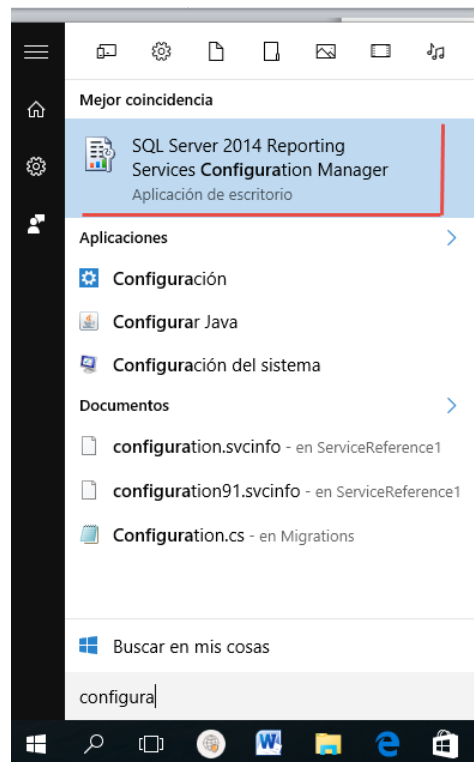 Mejor coincidencia
SQL Server 2014 Reporting
Services Configuration Manager
Aplicación de escritorio
Aplicaciones
Configuración
Configurar Java
Configuración del sistema
Documentos
configuration.svcinfo - en ServiceReference1
configuration91.svcinfo - en ServiceReference1
Configuration.cs - en Migrations
Buscar en mis cosas
configura